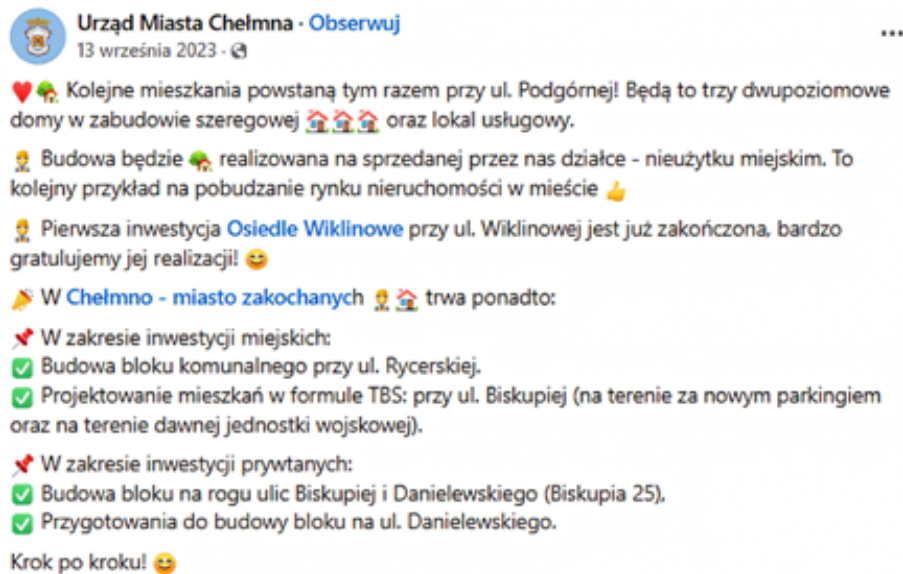 Urząd Miasta Chełmna · Obserwuj
13 września 2023 ·
❤️🏡 Kolejne mieszkania powstaną tym razem przy ul. Podgórnej! Będą to trzy dwupoziomowe
domy w zabudowie szeregowej 🏠🏠🏠 oraz lokal usługowy.
👷 Budowa będzie 🏡 realizowana na sprzedanej przez nas działce - nieużytku miejskim. To
kolejny przykład na pobudzanie rynku nieruchomości w mieście 👍
👷 Pierwsza inwestycja Osiedle Wiklinowe przy ul. Wiklinowej jest już zakończona, bardzo
gratulujemy jej realizacji! 😄
🎉 W Chełmno - miasto zakochanych 👷🏠 trwa ponadto:
📌 W zakresie inwestycji miejskich:
✅ Budowa bloku komunalnego przy ul. Rycerskiej.
✅ Projektowanie mieszkań w formule TBS: przy ul. Biskupiej (na terenie za nowym parkingiem
oraz na terenie dawnej jednostki wojskowej).
📌 W zakresie inwestycji prywtanych:
✅ Budowa bloku na rogu ulic Biskupiej i Danielewskiego (Biskupia 25),
✅ Przygotowania do budowy bloku na ul. Danielewskiego.
Krok po kroku! 😄